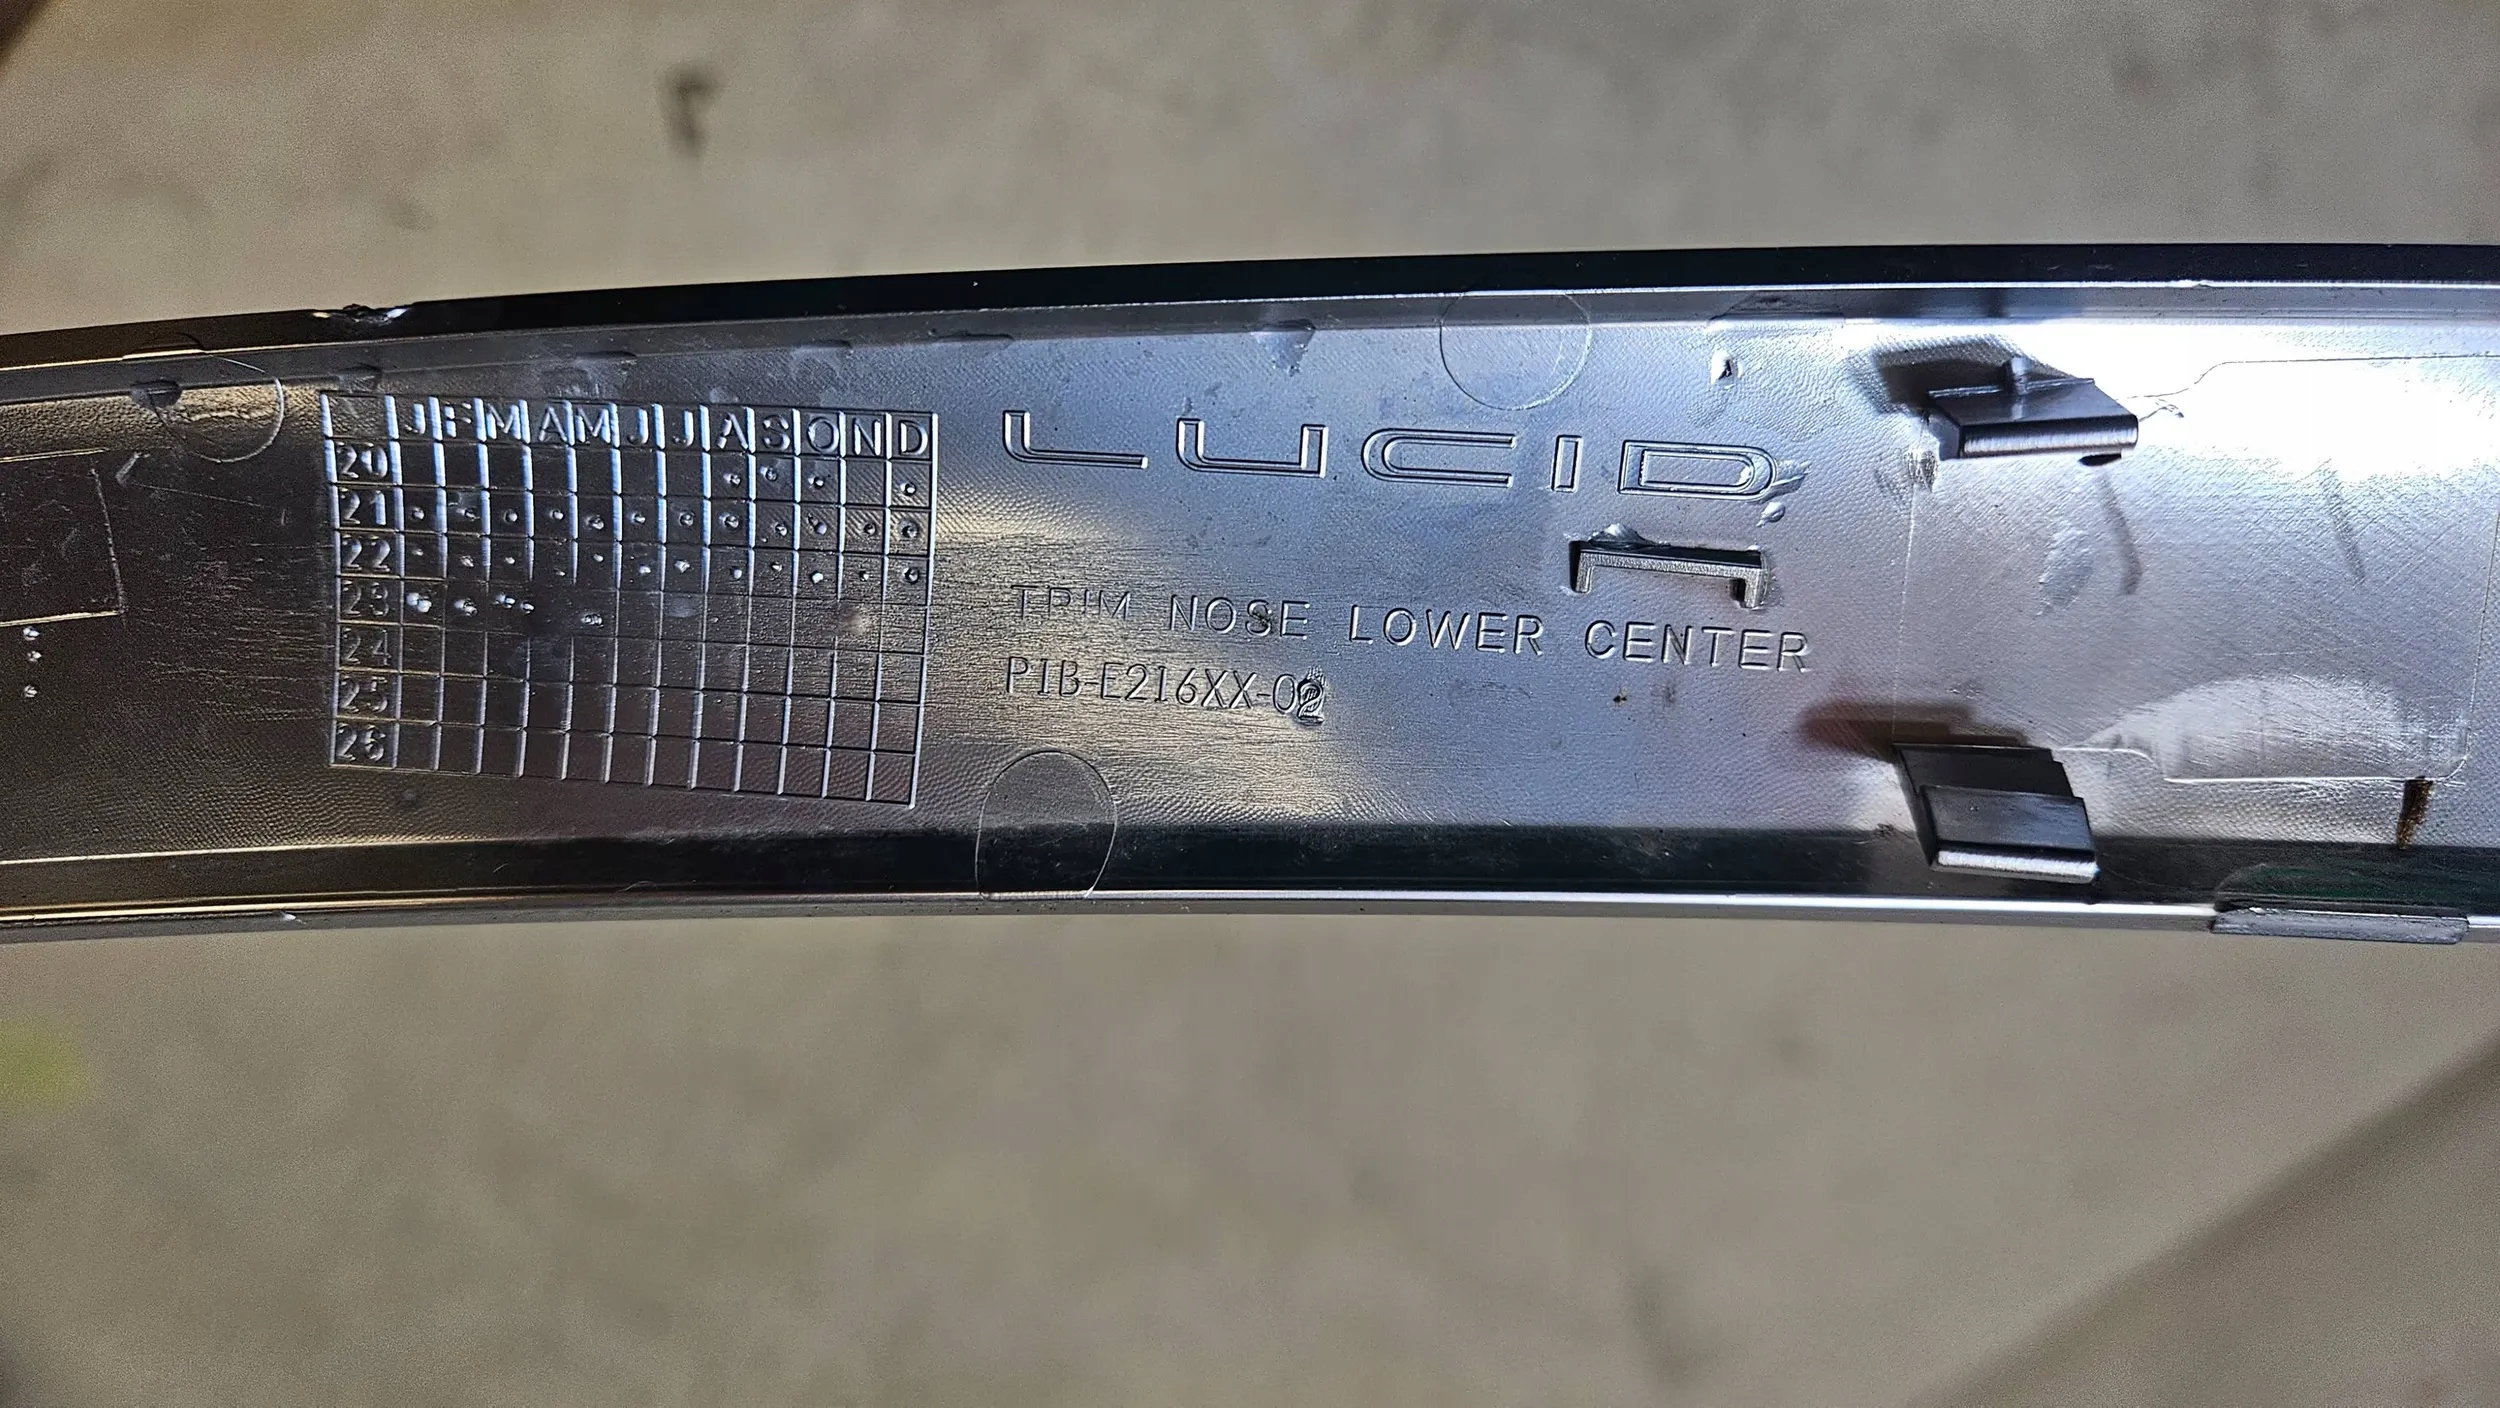 J F M A M J J A S O N D
20
21
22
23
24
25
26
LUCID
TRIM NOSE LOWER CENTER
P1B-E216XX-02